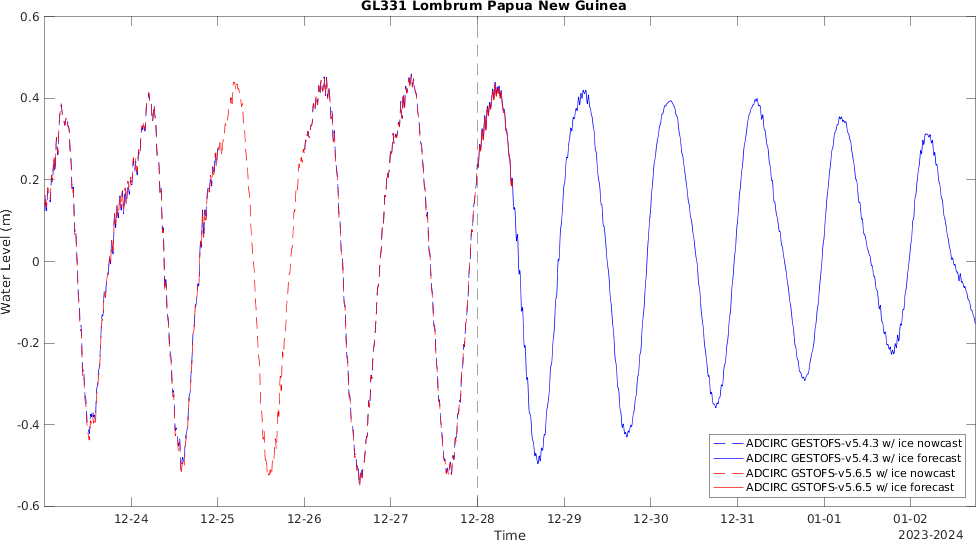 GL331 Lombrum Papua New Guinea
0.6
0.4
0.2
0
-0.2
-0.4
-0.6
Water Level (m)
ADCIRC GESTOFS-v5.4.3 w/ ice nowcast
ADCIRC GESTOFS-v5.4.3 w/ ice forecast
ADCIRC GSTOFS-v5.6.5 w/ ice nowcast
ADCIRC GSTOFS-v5.6.5 w/ ice forecast
12-24 12-25 12-26 12-27 12-28 12-29 12-30 12-31 01-01 01-02
Time
2023-2024